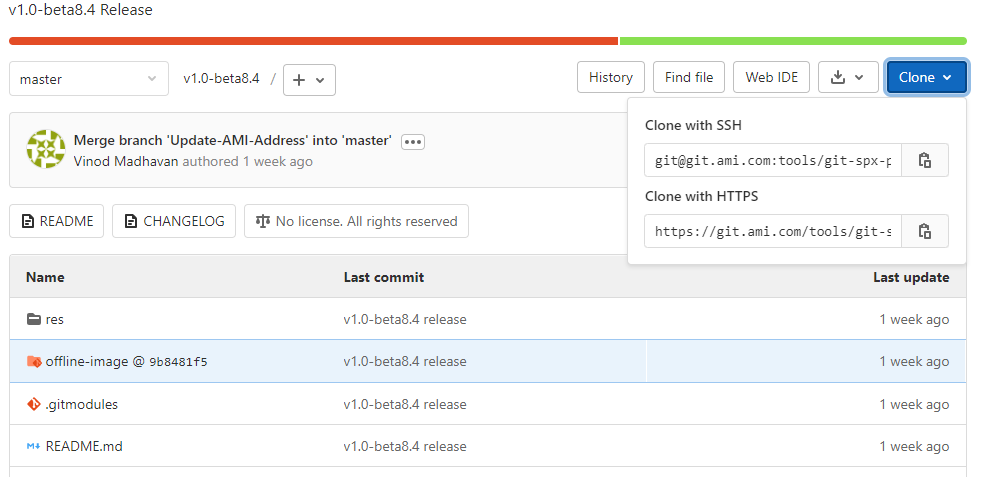 v1.0-beta8.4 Release
master v1.0-beta8.4 / + History Find file Web IDE Clone
Merge branch 'Update-AMI-Address' into 'master' •••
Vinod Madhavan authored 1 week ago
Clone with SSH
git@git.ami.com:tools/git-spx-p
Clone with HTTPS
https://git.ami.com/tools/git-s
README CHANGELOG No license. All rights reserved
Name Last commit Last update
res v1.0-beta8.4 release 1 week ago
offline-image @ 9b8481f5 v1.0-beta8.4 release 1 week ago
.gitmodules v1.0-beta8.4 release 1 week ago
M↓ README.md v1.0-beta8.4 release 1 week ago